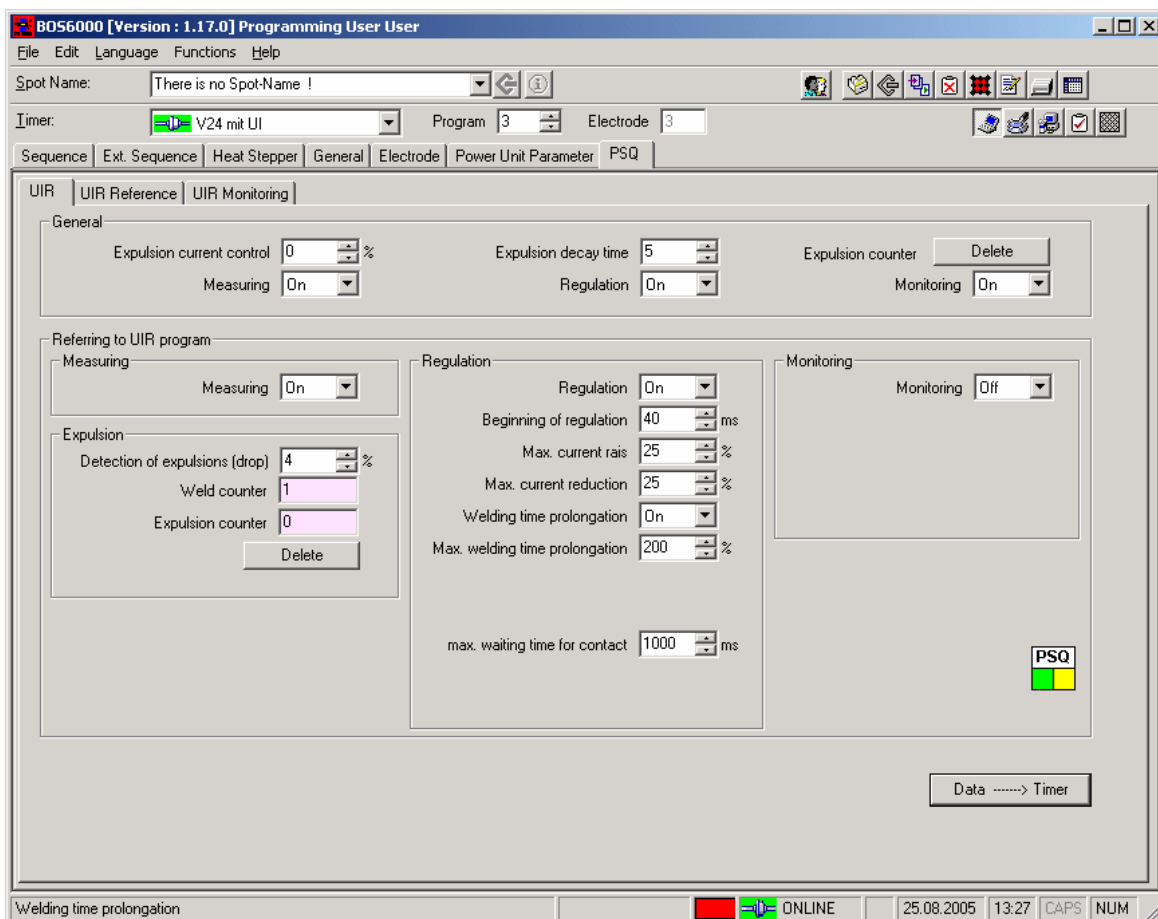 BOS6000 [Version : 1.17.0] Programming User User
File Edit Language Functions Help
Spot Name: There is no Spot-Name !
Timer: V24 mit UI Program 3 Electrode 3
Sequence Ext. Sequence Heat Stepper General Electrode Power Unit Parameter PSQ
UIR UIR Reference UIR Monitoring
General
Expulsion current control 0 % Expulsion decay time 5 Expulsion counter Delete
Measuring On Regulation On Monitoring On
Referring to UIR program
Measuring
Measuring On
Expulsion
Detection of expulsions (drop) 4 %
Weld counter 1
Expulsion counter 0
Delete
Regulation
Regulation On
Beginning of regulation 40 ms
Max. current rais 25 %
Max. current reduction 25 %
Welding time prolongation On
Max. welding time prolongation 200 %
max. waiting time for contact 1000 ms
Monitoring
Monitoring Off
PSQ
Data -------> Timer
Welding time prolongation ONLINE 25.08.2005 13:27 CAPS NUM